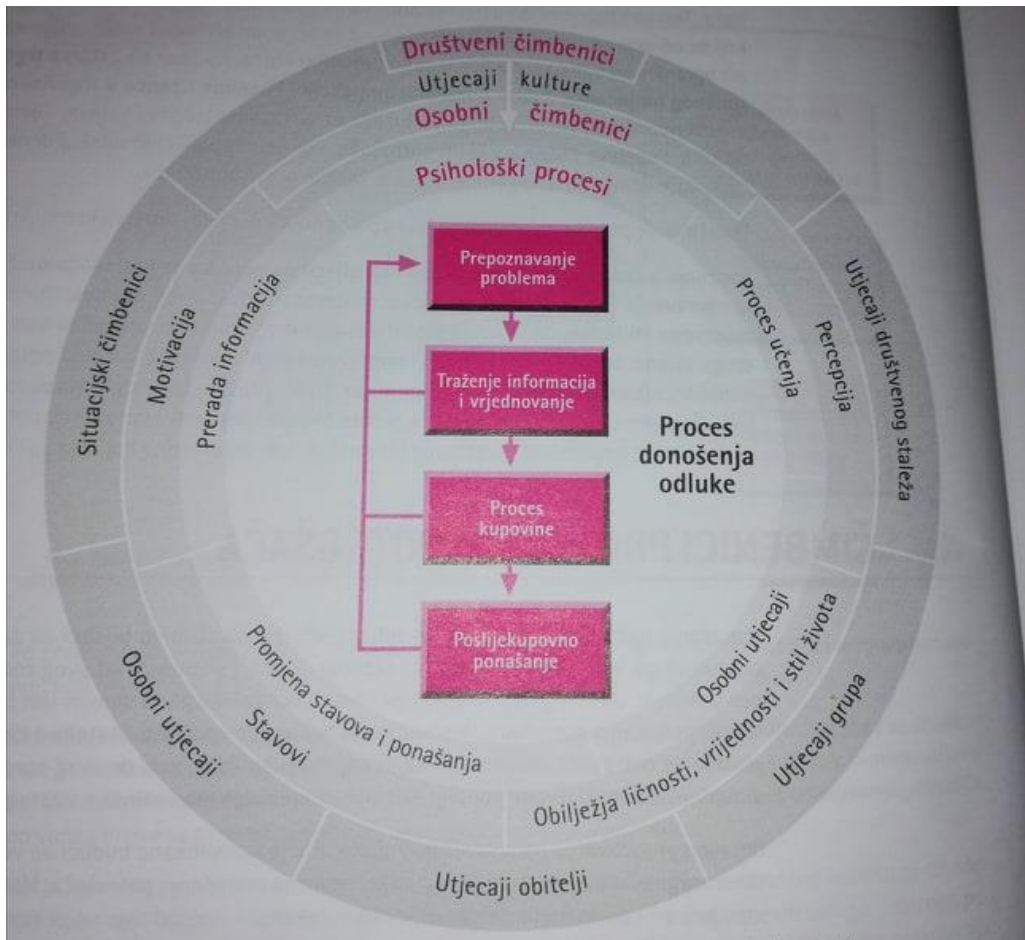 Društveni čimbenici
Utjecaji kulture
Osobni čimbenici
Psihološki procesi
Prepoznavanje
problema
Traženje informacija
i vrjednovanje
Proces
kupovine
Poslijekupovno
ponašanje
Proces
donošenja
odluke
Situacijski čimbenici
Motivacija
Prerada informacija
Proces učenja
Percepcija
Utjecaji društvenog staleža
Osobni utjecaji
Stavovi
Promjena stavova i ponašanja
Osobni utjecaji
Obilježja ličnosti, vrijednosti i stil života
Utjecaji grupa
Utjecaji obitelji